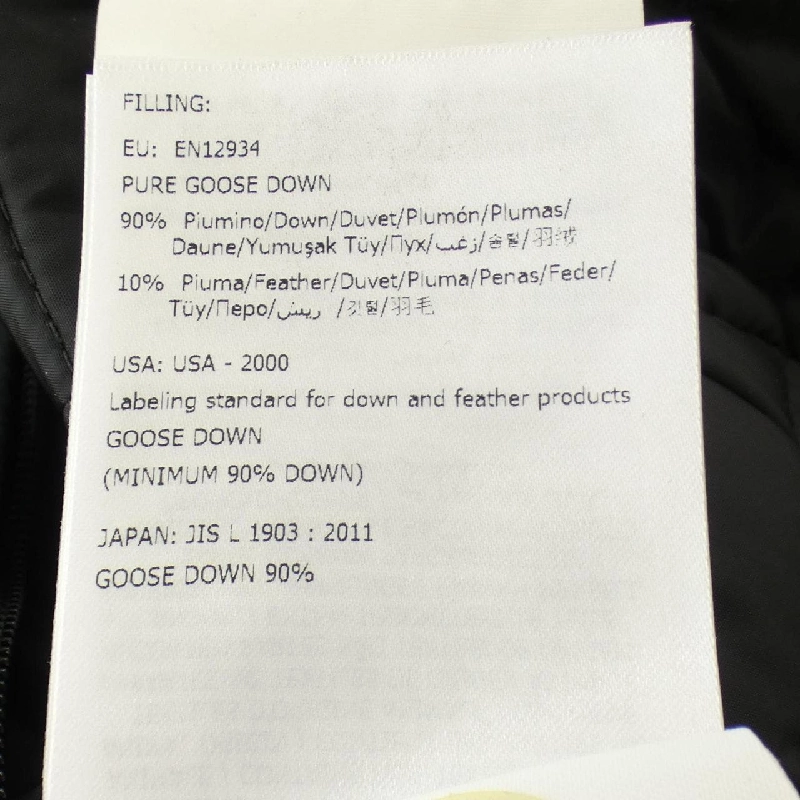 FILLING:
EU: EN12934
PURE GOOSE DOWN
90% Piumino/Down/Duvet/Plumón/Plumas/
Daune/Yumuşak Tüy/Пух/زغب/솜털/羽绒
10% Piuma/Feather/Duvet/Pluma/Penas/Feder/
Tüy/Перо/ريش /깃털/羽毛
USA: USA - 2000
Labeling standard for down and feather products
GOOSE DOWN
(MINIMUM 90% DOWN)
JAPAN: JIS L 1903 : 2011
GOOSE DOWN 90%